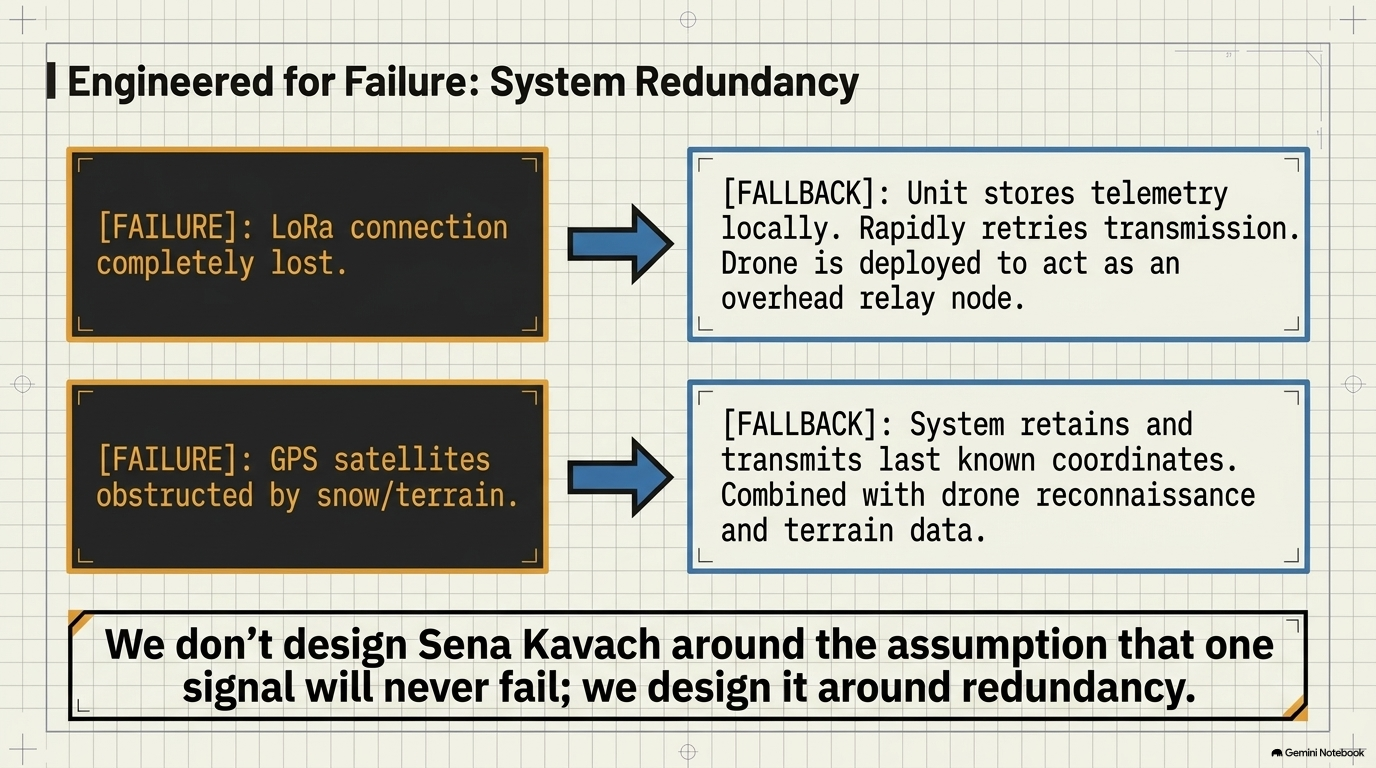 Engineered for Failure: System Redundancy
[FAILURE]: LoRa connection
completely lost.
[FALLBACK]: Unit stores telemetry
locally. Rapidly retries transmission.
Drone is deployed to act as an
overhead relay node.
[FAILURE]: GPS satellites
obstructed by snow/terrain.
[FALLBACK]: System retains and
transmits last known coordinates.
Combined with drone reconnaissance
and terrain data.
We don’t design Sena Kavach around the assumption that one
signal will never fail; we design it around redundancy.
Gemini Notebook